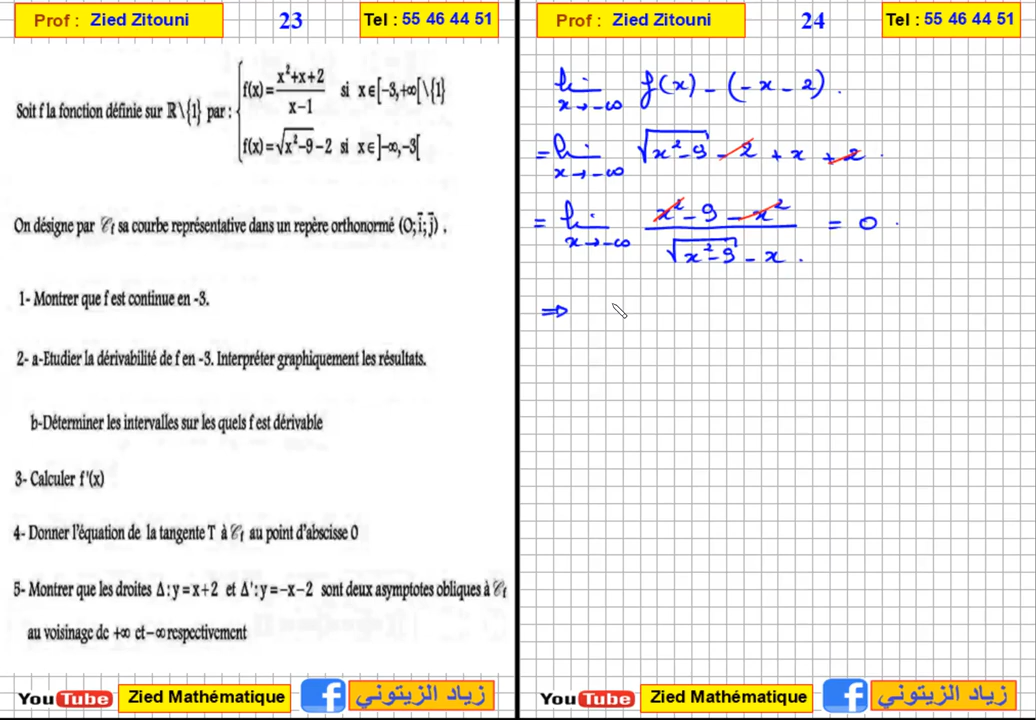 Prof : Zied Zitouni 23 Tel : 55 46 44 51
Soit f la fonction définie sur ℝ\{1} par : { f(x)= x²+x+2 / x−1 si x∈[−3,+∞[\{1}
f(x)=√x²−9−2 si x∈]−∞,−3[
On désigne par 𝒞f sa courbe représentative dans un repère orthonormé (O;i⃗;j⃗) .
1- Montrer que f est continue en -3.
2- a-Etudier la dérivabilité de f en -3. Interpréter graphiquement les résultats.
b-Déterminer les intervalles sur les quels f est dérivable
3- Calculer f'(x)
4- Donner l'équation de la tangente T à 𝒞f au point d'abscisse 0
5- Montrer que les droites Δ:y=x+2 et Δ':y=−x−2 sont deux asymptotes obliques à 𝒞f
au voisinage de +∞ et−∞ respectivement
You Tube Zied Mathématique f زياد الزيتوني
Prof : Zied Zitouni 24 Tel : 55 46 44 51
lim x→−∞ f(x) − (−x − 2) .
= lim x→−∞ √x²−9 − 2 + x + 2 .
= lim x→−∞ x² − 9 − x² / √x²−9 − x . = 0 .
⇒
You Tube Zied Mathématique f زياد الزيتوني